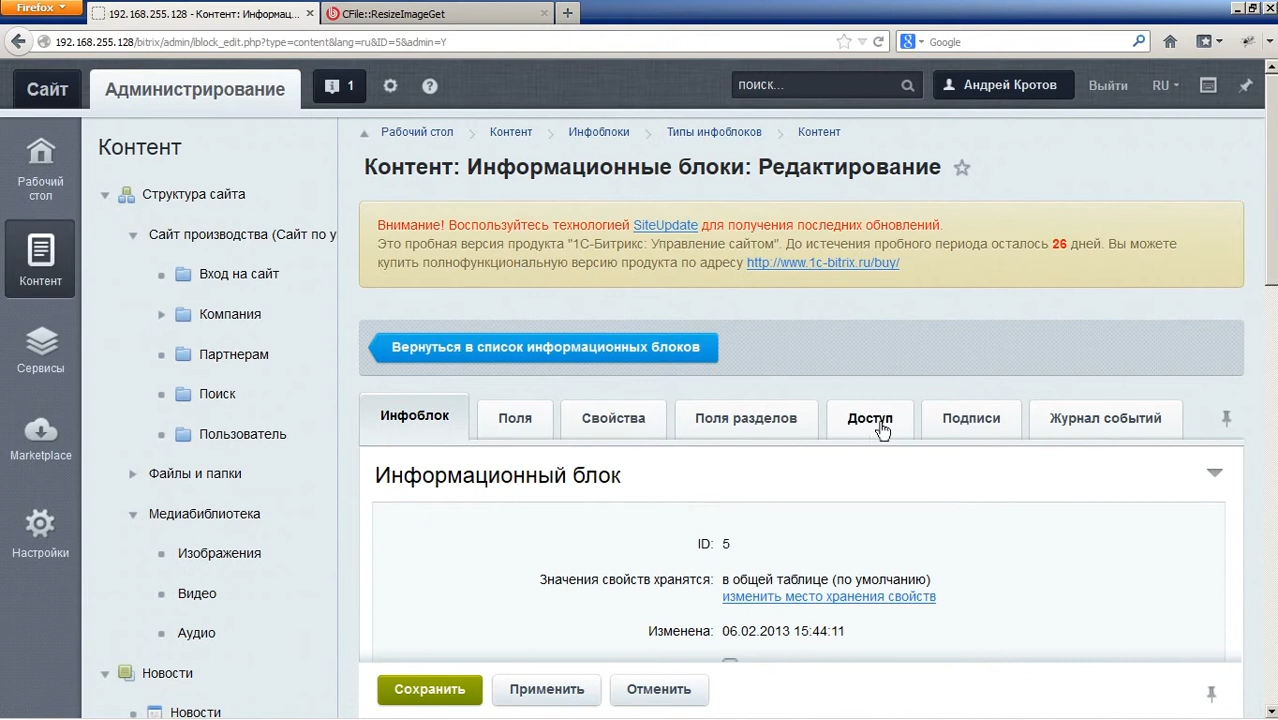 Firefox
192.168.255.128 - Контент: Информац...
CFile::ResizeImageGet
192.168.255.128/bitrix/admin/iblock_edit.php?type=content&lang=ru&ID=5&admin=Y
Google
Сайт
Администрирование
1
поиск...
Андрей Кротов
Выйти
RU
Рабочий стол
Контент
Сервисы
Marketplace
Настройки
Контент
Структура сайта
Сайт производства (Сайт по у
Вход на сайт
Компания
Партнерам
Поиск
Пользователь
Файлы и папки
Медиабиблиотека
Изображения
Видео
Аудио
Новости
Новости
Рабочий стол
Контент
Инфоблоки
Типы инфоблоков
Контент
Контент: Информационные блоки: Редактирование
Внимание! Воспользуйтесь технологией SiteUpdate для получения последних обновлений.
Это пробная версия продукта "1С-Битрикс: Управление сайтом". До истечения пробного периода осталось 26 дней. Вы можете
купить полнофункциональную версию продукта по адресу http://www.1c-bitrix.ru/buy/
Вернуться в список информационных блоков
Инфоблок
Поля
Свойства
Поля разделов
Доступ
Подписи
Журнал событий
Информационный блок
ID: 5
Значения свойств хранятся: в общей таблице (по умолчанию)
изменить место хранения свойств
Изменена: 06.02.2013 15:44:11
Сохранить
Применить
Отменить